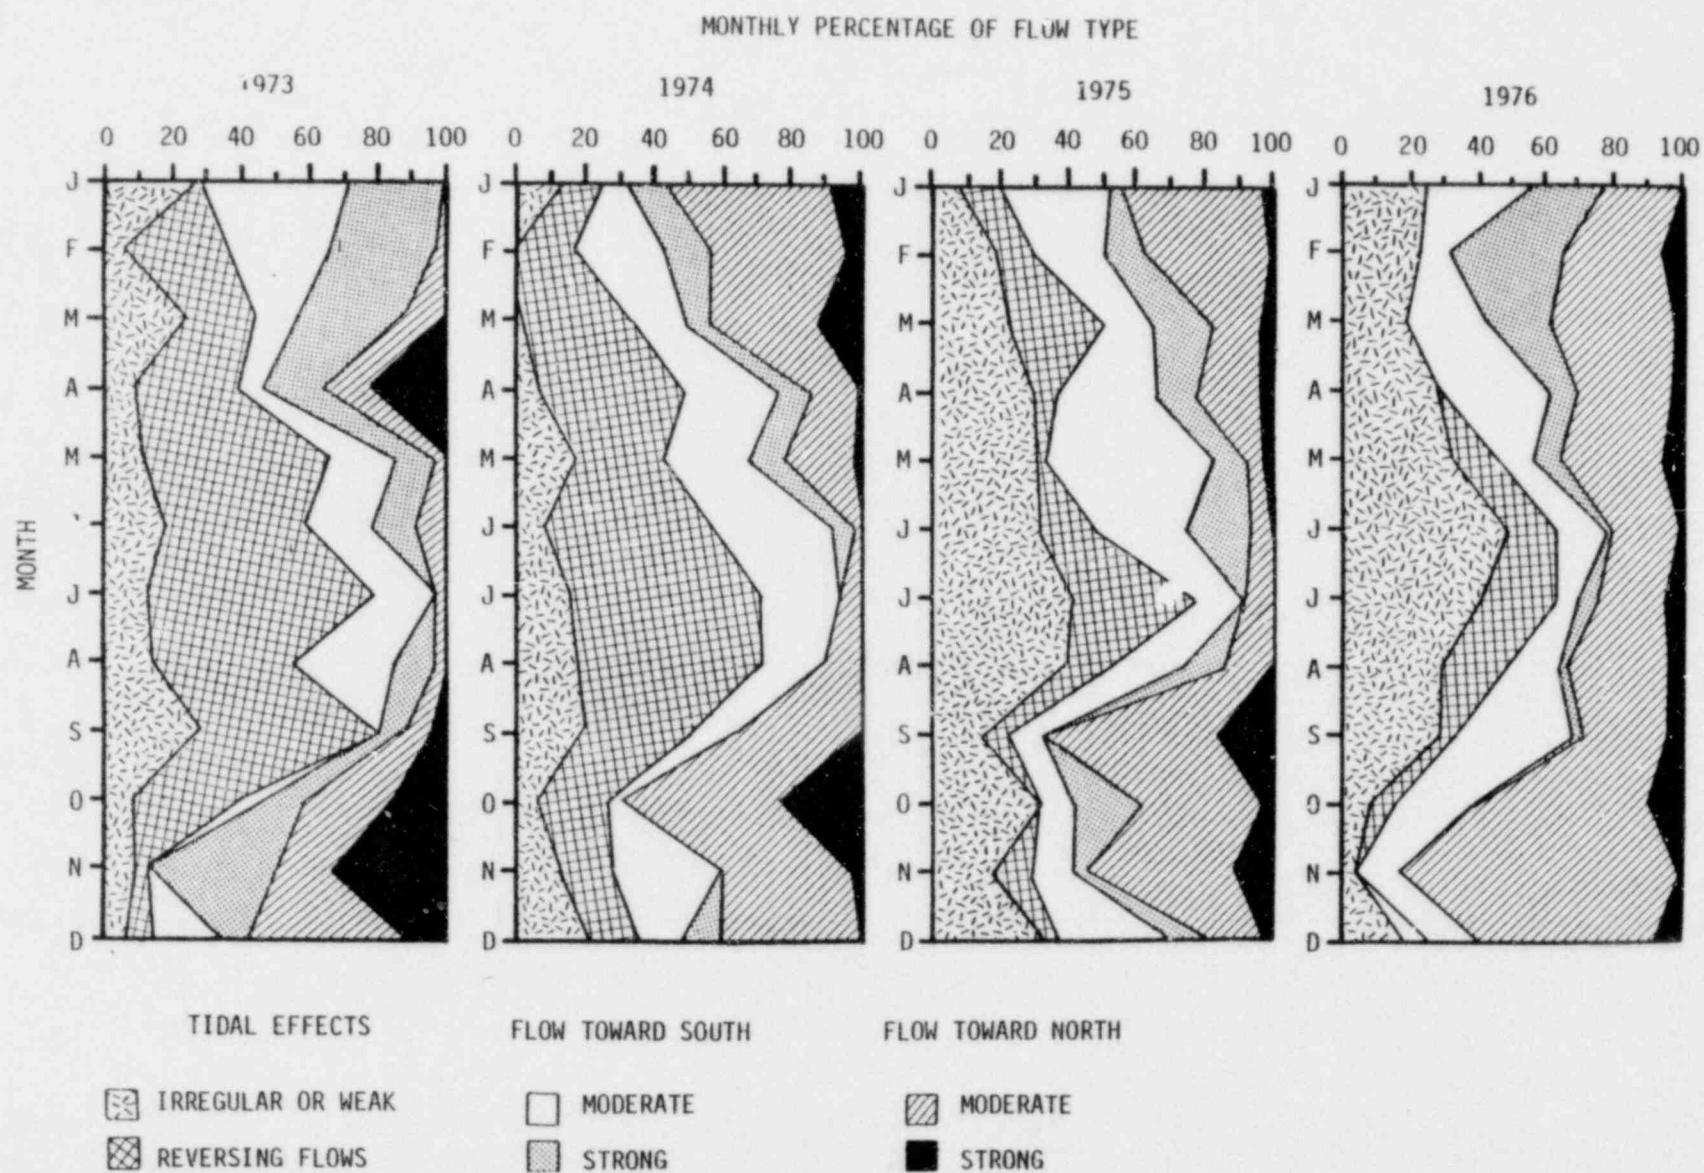 MONTHLY PERCENTAGE OF FLOW TYPE
1973 1974 1975 1976
0 20 40 60 80 100 0 20 40 60 80 100 0 20 40 60 80 100 0 20 40 60 80 100
J J J J
F F F F
M M M M
A A A A
M M M M
J J J
MONTH
J J J J
A A A A
S S S S
O O O O
N N N N
D D D D
TIDAL EFFECTS FLOW TOWARD SOUTH FLOW TOWARD NORTH
IRREGULAR OR WEAK MODERATE MODERATE
REVERSING FLOWS STRONG STRONG